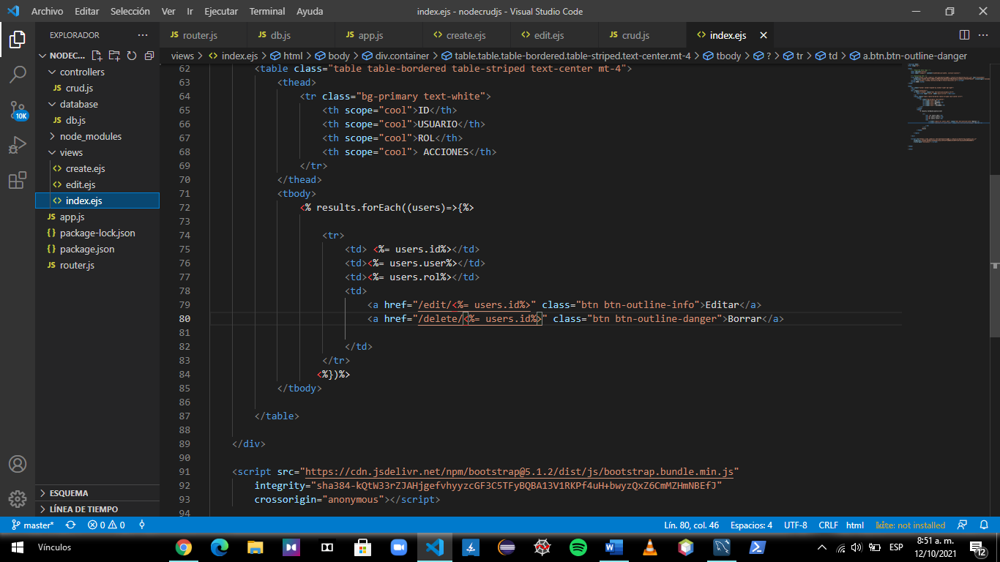 Archivo Editar Selección Ver Ir Ejecutar Terminal Ayuda index.ejs - nodecrudjs - Visual Studio Code
EXPLORADOR ··· JS router.js JS db.js JS app.js <> create.ejs <> edit.ejs JS crud.js <> index.ejs ×
NODEC... views > <> index.ejs > html > body > div.container > table.table.table-bordered.table-striped.text-center.mt-4 > tbody > ? > tr > td > a.btn.btn-outline-danger
controllers
JS crud.js
database
JS db.js
node_modules
views
<> create.ejs
<> edit.ejs
<> index.ejs
JS app.js
{} package-lock.json
{} package.json
JS router.js
10K
ESQUEMA
LÍNEA DE TIEMPO
62 <table class="table table-bordered table-striped text-center mt-4">
63 <thead>
64 <tr class="bg-primary text-white">
65 <th scope="cool">ID</th>
66 <th scope="cool">USUARIO</th>
67 <th scope="cool">ROL</th>
68 <th scope="cool"> ACCIONES</th>
69 </tr>
70 </thead>
71 <tbody>
72 <% results.forEach((users)=>{%>
73
74 <tr>
75 <td> <%= users.id%></td>
76 <td><%= users.user%></td>
77 <td><%= users.rol%></td>
78 <td>
79 <a href="/edit/<%= users.id%>" class="btn btn-outline-info">Editar</a>
80 <a href="/delete/<%= users.id%>" class="btn btn-outline-danger">Borrar</a>
81
82 </td>
83 </tr>
84 <%})%>
85 </tbody>
86
87 </table>
88
89 </div>
90
91 <script src="https://cdn.jsdelivr.net/npm/bootstrap@5.1.2/dist/js/bootstrap.bundle.min.js"
92 integrity="sha384-kQtW33rZJAHjgefvhyyzcGF3C5TFyBQBA13V1RKPf4uH+bwyzQxZ6CmMZHmNBEfJ"
93 crossorigin="anonymous"></script>
94
master* 0 0 Lín. 80, col. 46 Espacios: 4 UTF-8 CRLF html kite: not installed
Vínculos ESP 8:51 a. m.
12/10/2021 12